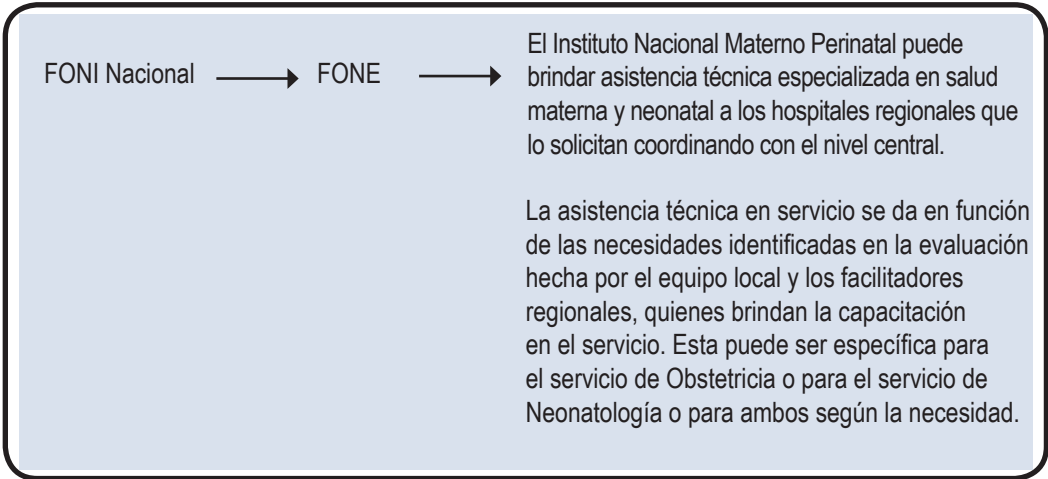 FONI Nacional → FONE → El Instituto Nacional Materno Perinatal puede
brindar asistencia técnica especializada en salud
materna y neonatal a los hospitales regionales que
lo solicitan coordinando con el nivel central.
La asistencia técnica en servicio se da en función
de las necesidades identificadas en la evaluación
hecha por el equipo local y los facilitadores
regionales, quienes brindan la capacitación
en el servicio. Esta puede ser específica para
el servicio de Obstetricia o para el servicio de
Neonatología o para ambos según la necesidad.